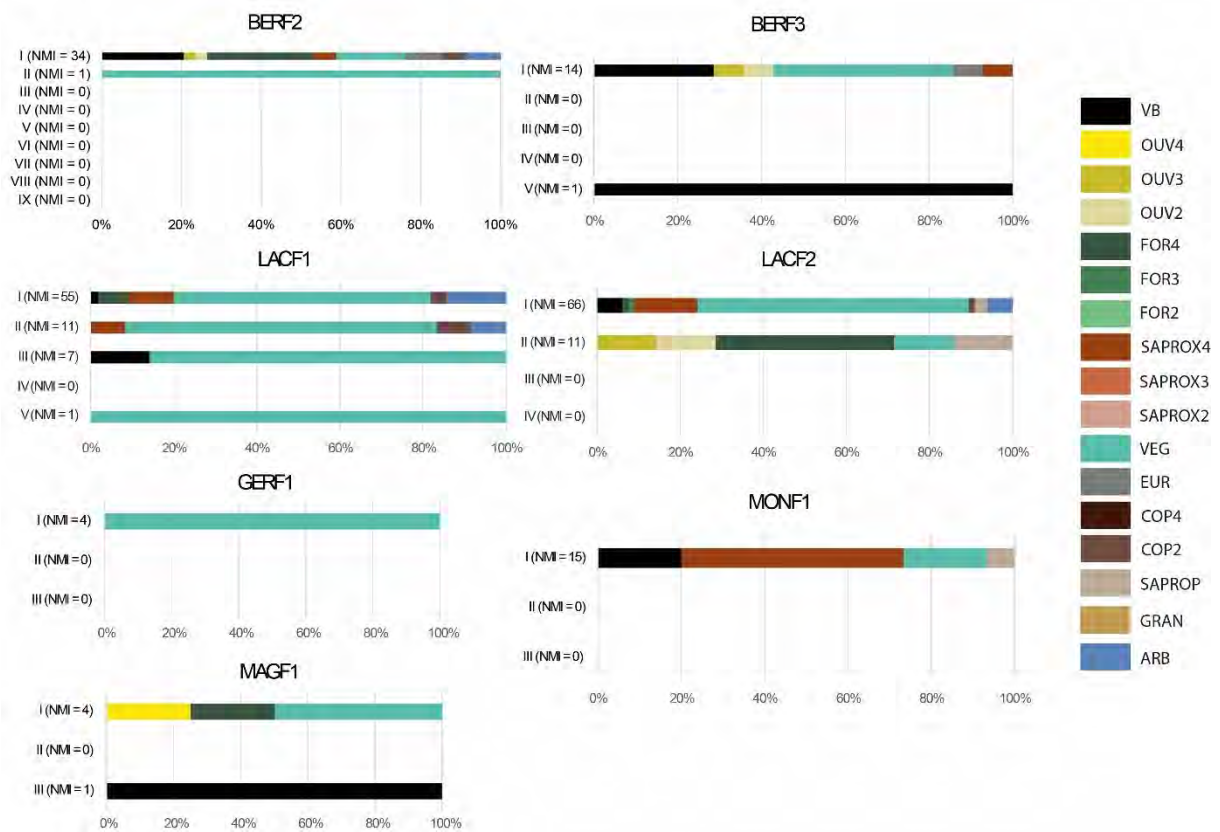 BERF2
I (NMI = 34)
II (NMI = 1)
III (NMI = 0)
IV (NMI = 0)
V (NMI = 0)
VI (NMI = 0)
VII (NMI = 0)
VIII (NMI = 0)
IX (NMI = 0)
0% 20% 40% 60% 80% 100%
BERF3
I (NMI = 14)
II (NMI = 0)
III (NMI = 0)
IV (NMI = 0)
V (NMI = 1)
0% 20% 40% 60% 80% 100%
LACF1
I (NMI = 55)
II (NMI = 11)
III (NMI = 7)
IV (NMI = 0)
V (NMI = 1)
0% 20% 40% 60% 80% 100%
LACF2
I (NMI = 66)
II (NMI = 11)
III (NMI = 0)
IV (NMI = 0)
0% 20% 40% 60% 80% 100%
GERF1
I (NMI = 4)
II (NMI = 0)
III (NMI = 0)
0% 20% 40% 60% 80% 100%
MONF1
I (NMI = 15)
II (NMI = 0)
III (NMI = 0)
0% 20% 40% 60% 80% 100%
MAGF1
I (NMI = 4)
II (NMI = 0)
III (NMI = 1)
0% 20% 40% 60% 80% 100%
VB
OUV4
OUV3
OUV2
FOR4
FOR3
FOR2
SAPROX4
SAPROX3
SAPROX2
VEG
EUR
COP4
COP2
SAPROP
GRAN
ARB